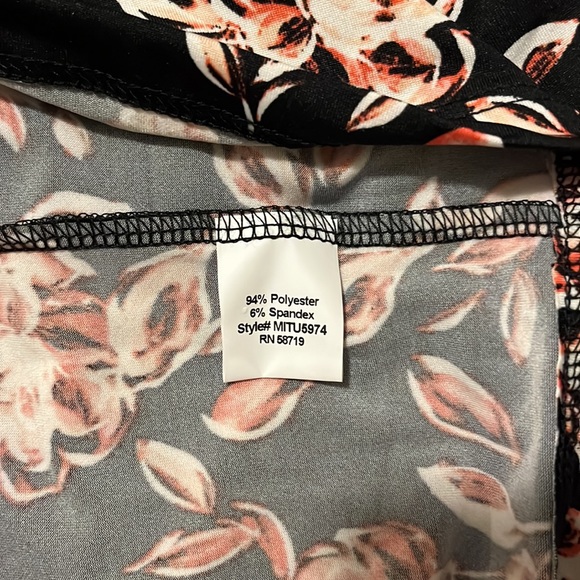 94% Polyester
6% Spandex
Style# MITU5974
RN 58719